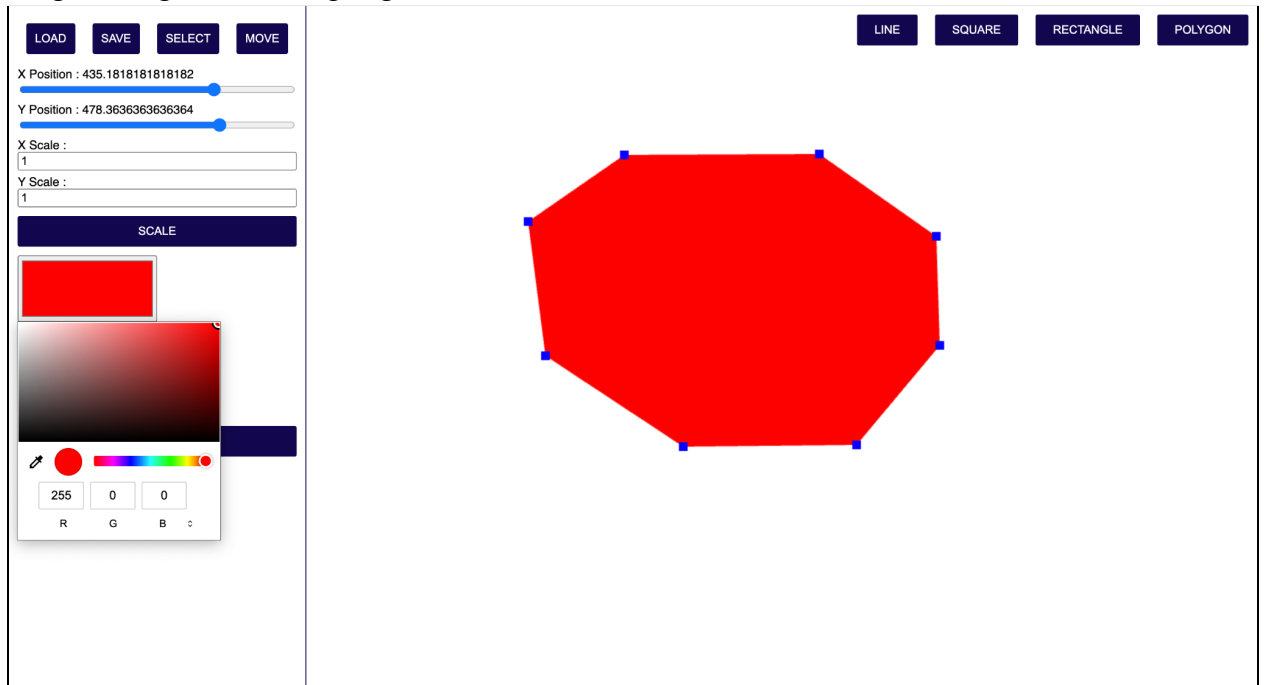 LOAD SAVE SELECT MOVE
LINE SQUARE RECTANGLE POLYGON
X Position : 435.1818181818182
Y Position : 478.3636363636364
X Scale :
1
Y Scale :
1
SCALE
255 0 0
R G B